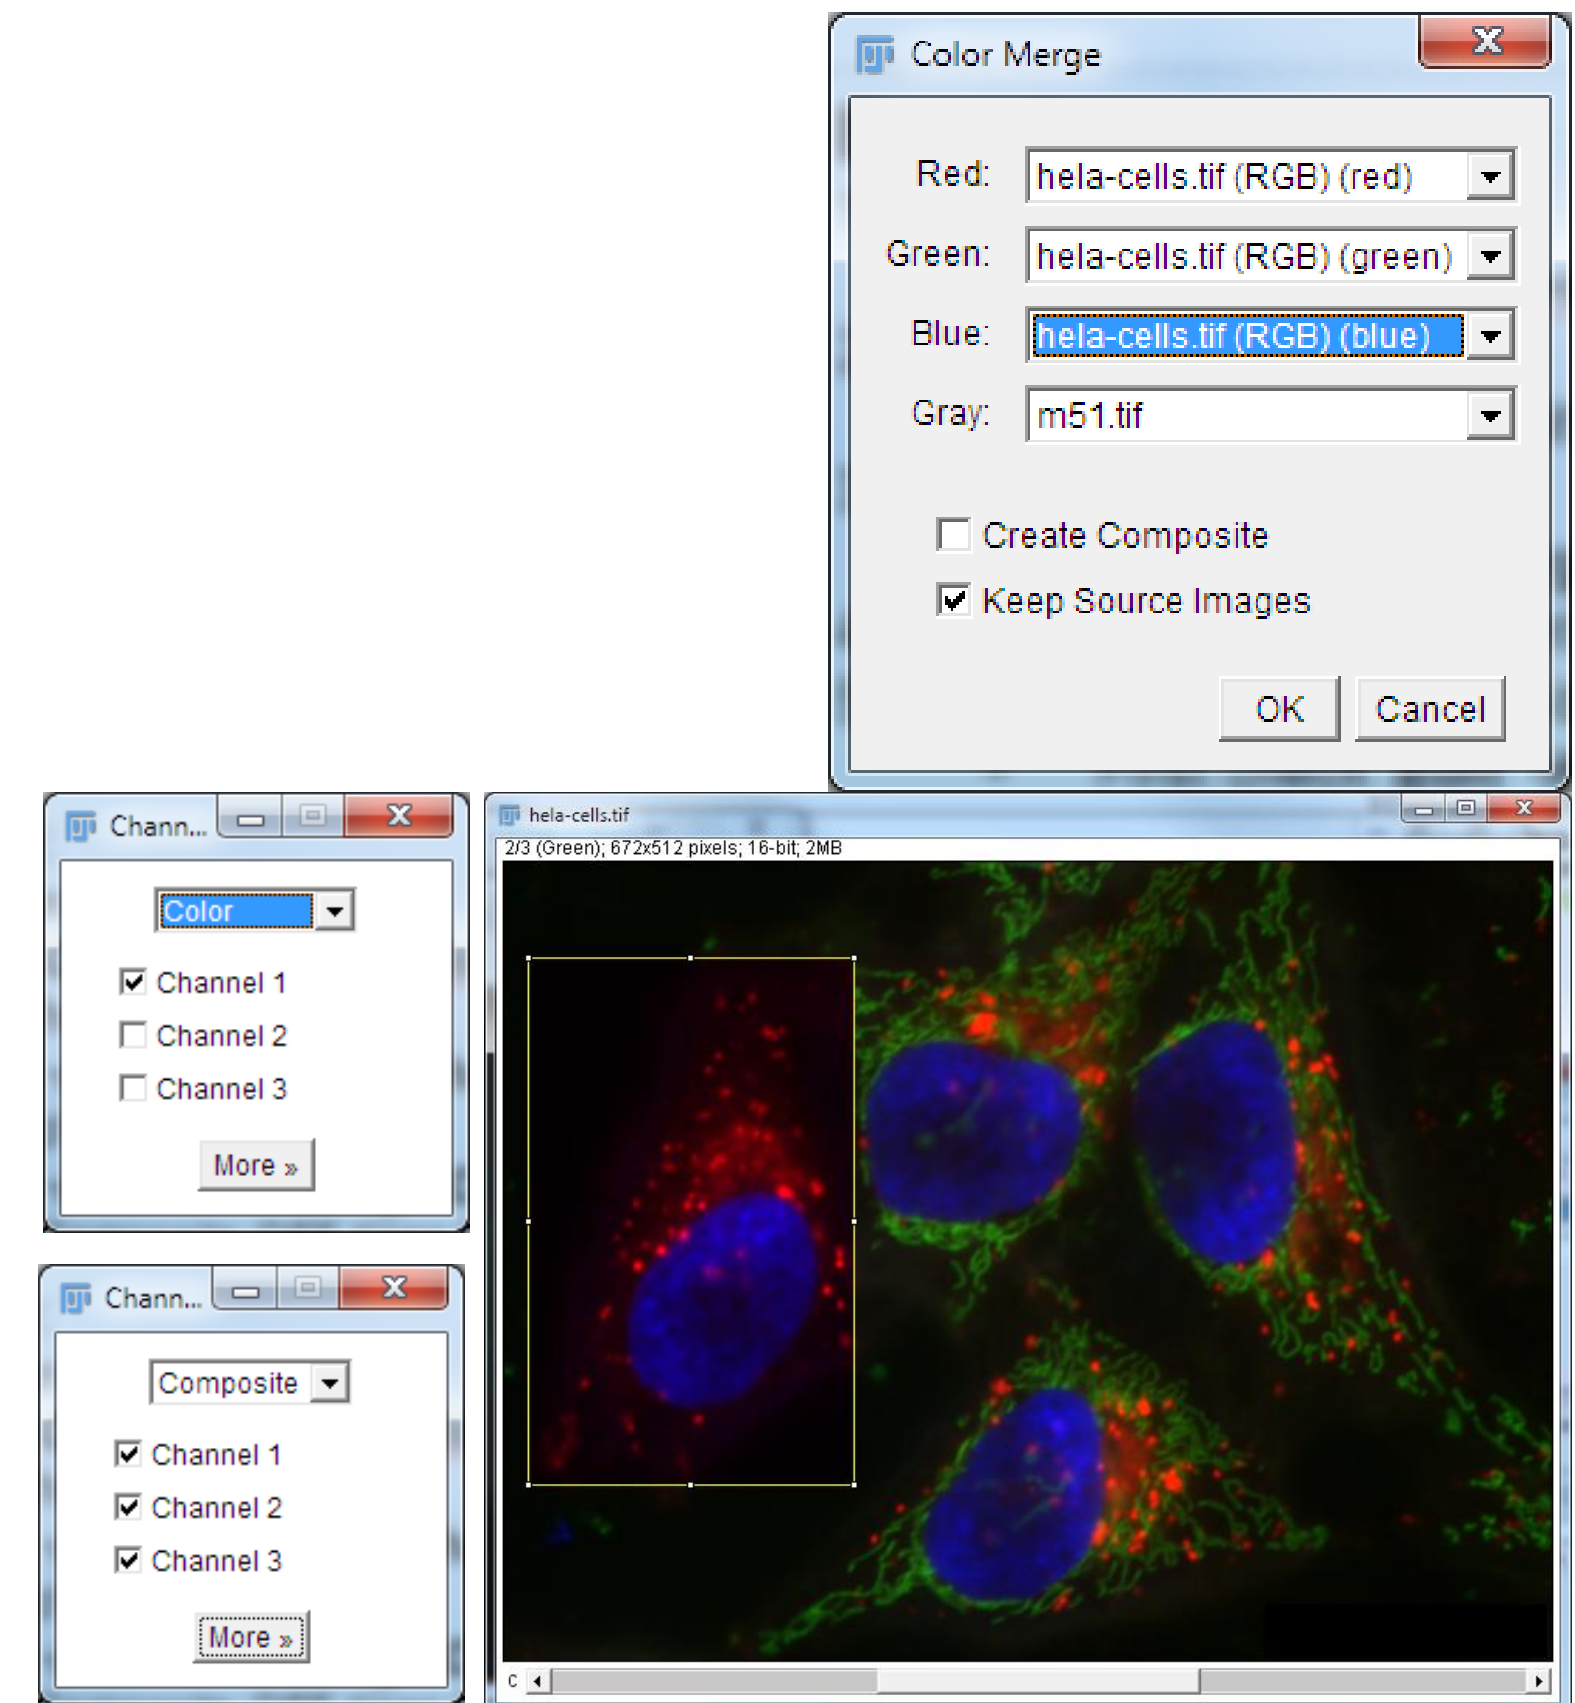 Color Merge
Red: hela-cells.tif (RGB) (red)
Green: hela-cells.tif (RGB) (green)
Blue: hela-cells.tif (RGB) (blue)
Gray: m51.tif
Create Composite
Keep Source Images
OK Cancel
Chann...
Color
Channel 1
Channel 2
Channel 3
More »
Chann...
Composite
Channel 1
Channel 2
Channel 3
More »
hela-cells.tif
2/3 (Green); 672x512 pixels; 16-bit; 2MB
c